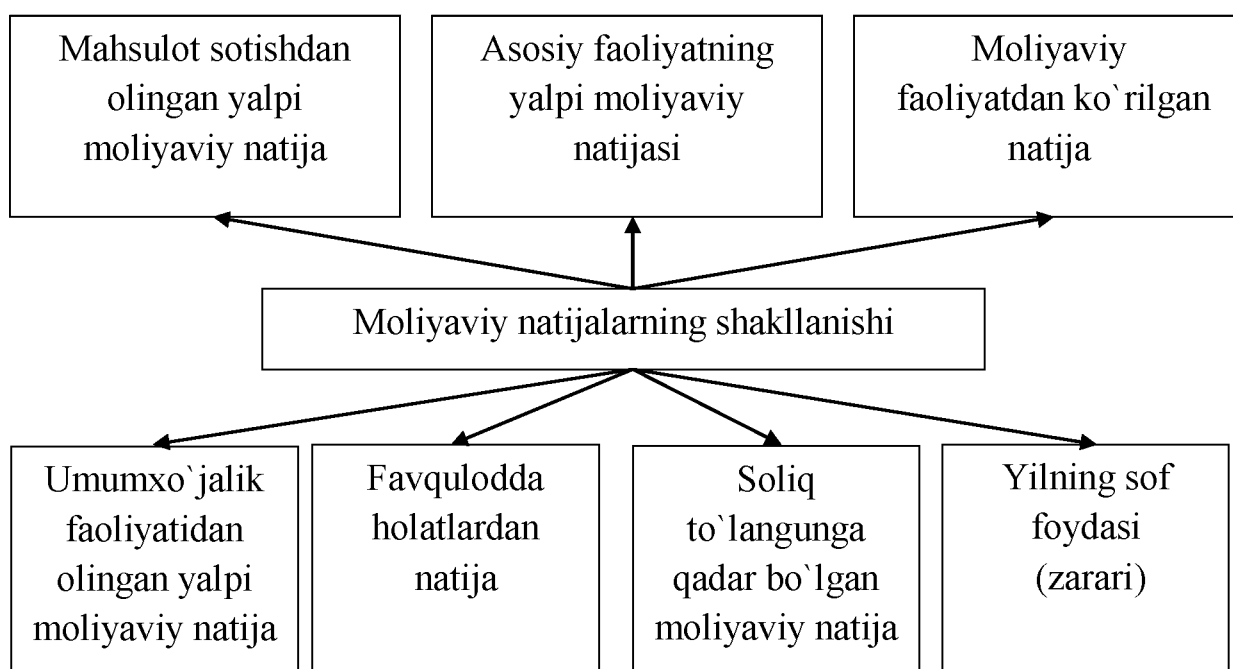 Mahsulot sotishdan
olingan yalpi
moliyaviy natija
Asosiy faoliyatning
yalpi moliyaviy
natijasi
Moliyaviy
faoliyatdan ko`rilgan
natija
Moliyaviy natijalarning shakllanishi
Umumxo`jalik
faoliyatidan
olingan yalpi
moliyaviy natija
Favqulodda
holatlardan
natija
Soliq
to`langunga
qadar bo`lgan
moliyaviy natija
Yilning sof
foydasi
(zarari)